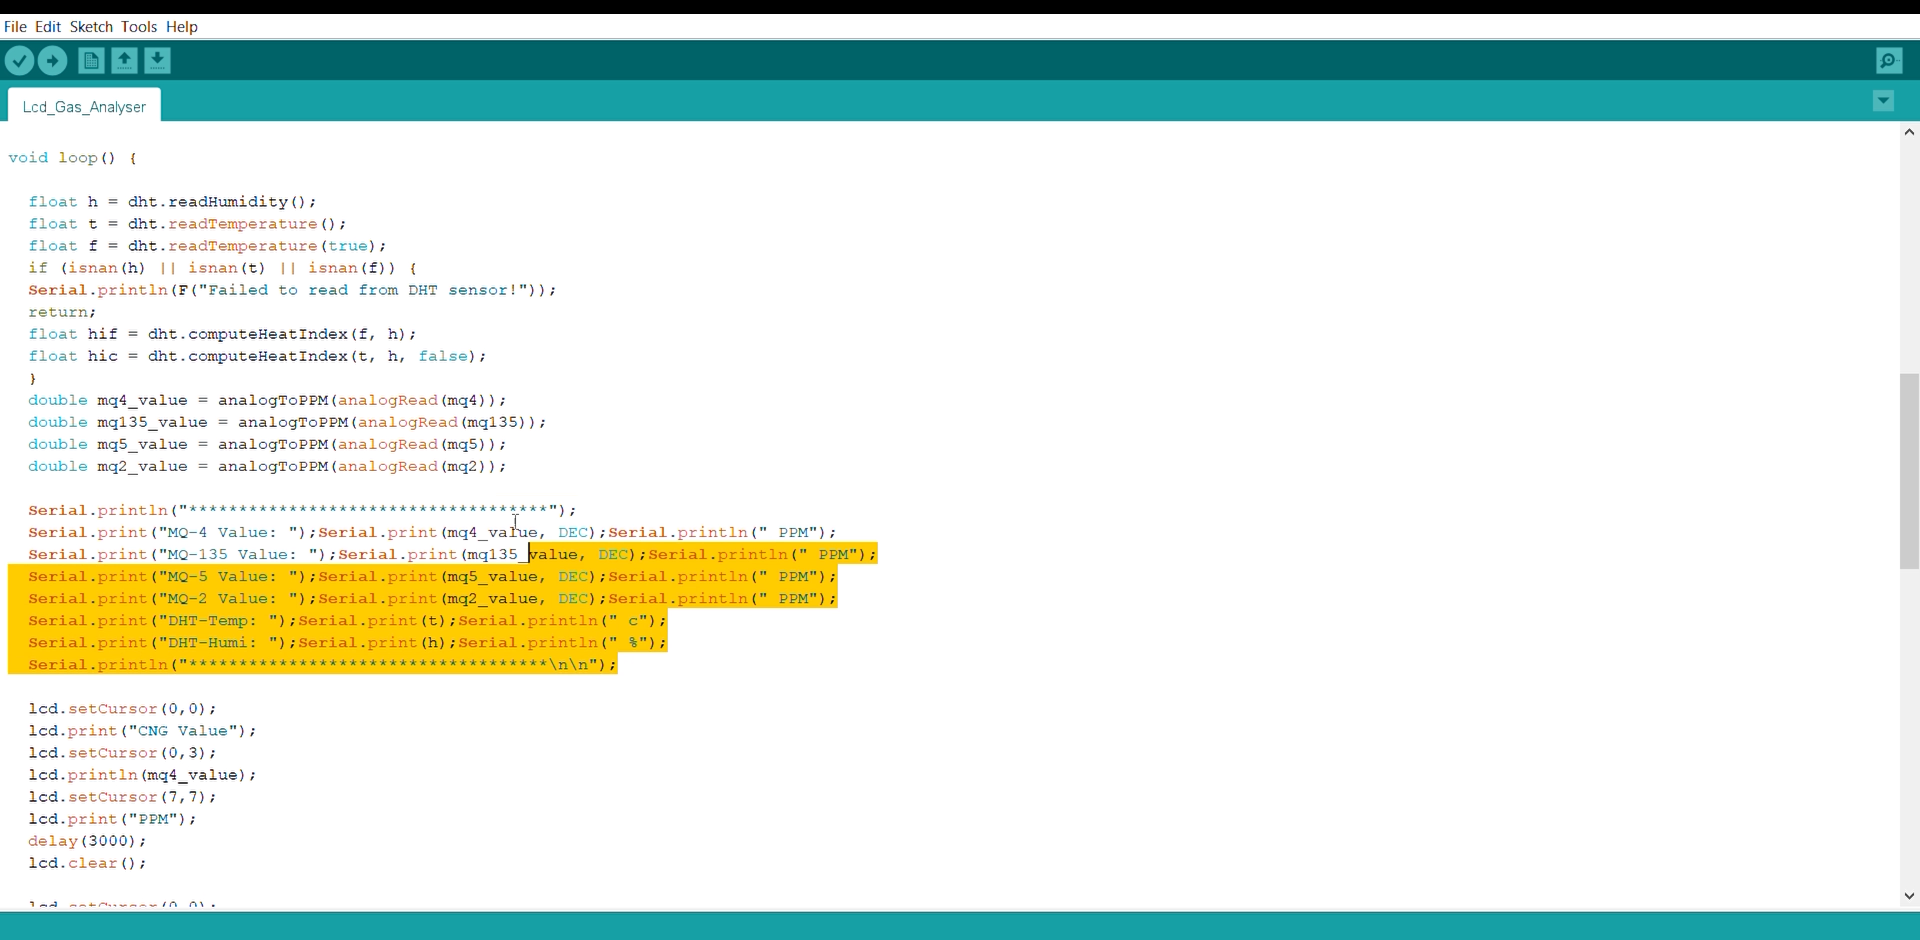 File Edit Sketch Tools Help
Lcd_Gas_Analyser
void loop() {
float h = dht.readHumidity();
float t = dht.readTemperature();
float f = dht.readTemperature(true);
if (isnan(h) || isnan(t) || isnan(f)) {
Serial.println(F("Failed to read from DHT sensor!"));
return;
float hif = dht.computeHeatIndex(f, h);
float hic = dht.computeHeatIndex(t, h, false);
}
double mq4_value = analogToPPM(analogRead(mq4));
double mq135_value = analogToPPM(analogRead(mq135));
double mq5_value = analogToPPM(analogRead(mq5));
double mq2_value = analogToPPM(analogRead(mq2));
Serial.println("************************************");
Serial.print("MQ-4 Value: ");Serial.print(mq4_value, DEC);Serial.println(" PPM");
Serial.print("MQ-135 Value: ");Serial.print(mq135_value, DEC);Serial.println(" PPM");
Serial.print("MQ-5 Value: ");Serial.print(mq5_value, DEC);Serial.println(" PPM");
Serial.print("MQ-2 Value: ");Serial.print(mq2_value, DEC);Serial.println(" PPM");
Serial.print("DHT-Temp: ");Serial.print(t);Serial.println(" c");
Serial.print("DHT-Humi: ");Serial.print(h);Serial.println(" %");
Serial.println("************************************\n\n");
lcd.setCursor(0,0);
lcd.print("CNG Value");
lcd.setCursor(0,3);
lcd.println(mq4_value);
lcd.setCursor(7,7);
lcd.print("PPM");
delay(3000);
lcd.clear();
lcd.setCursor(0,0);